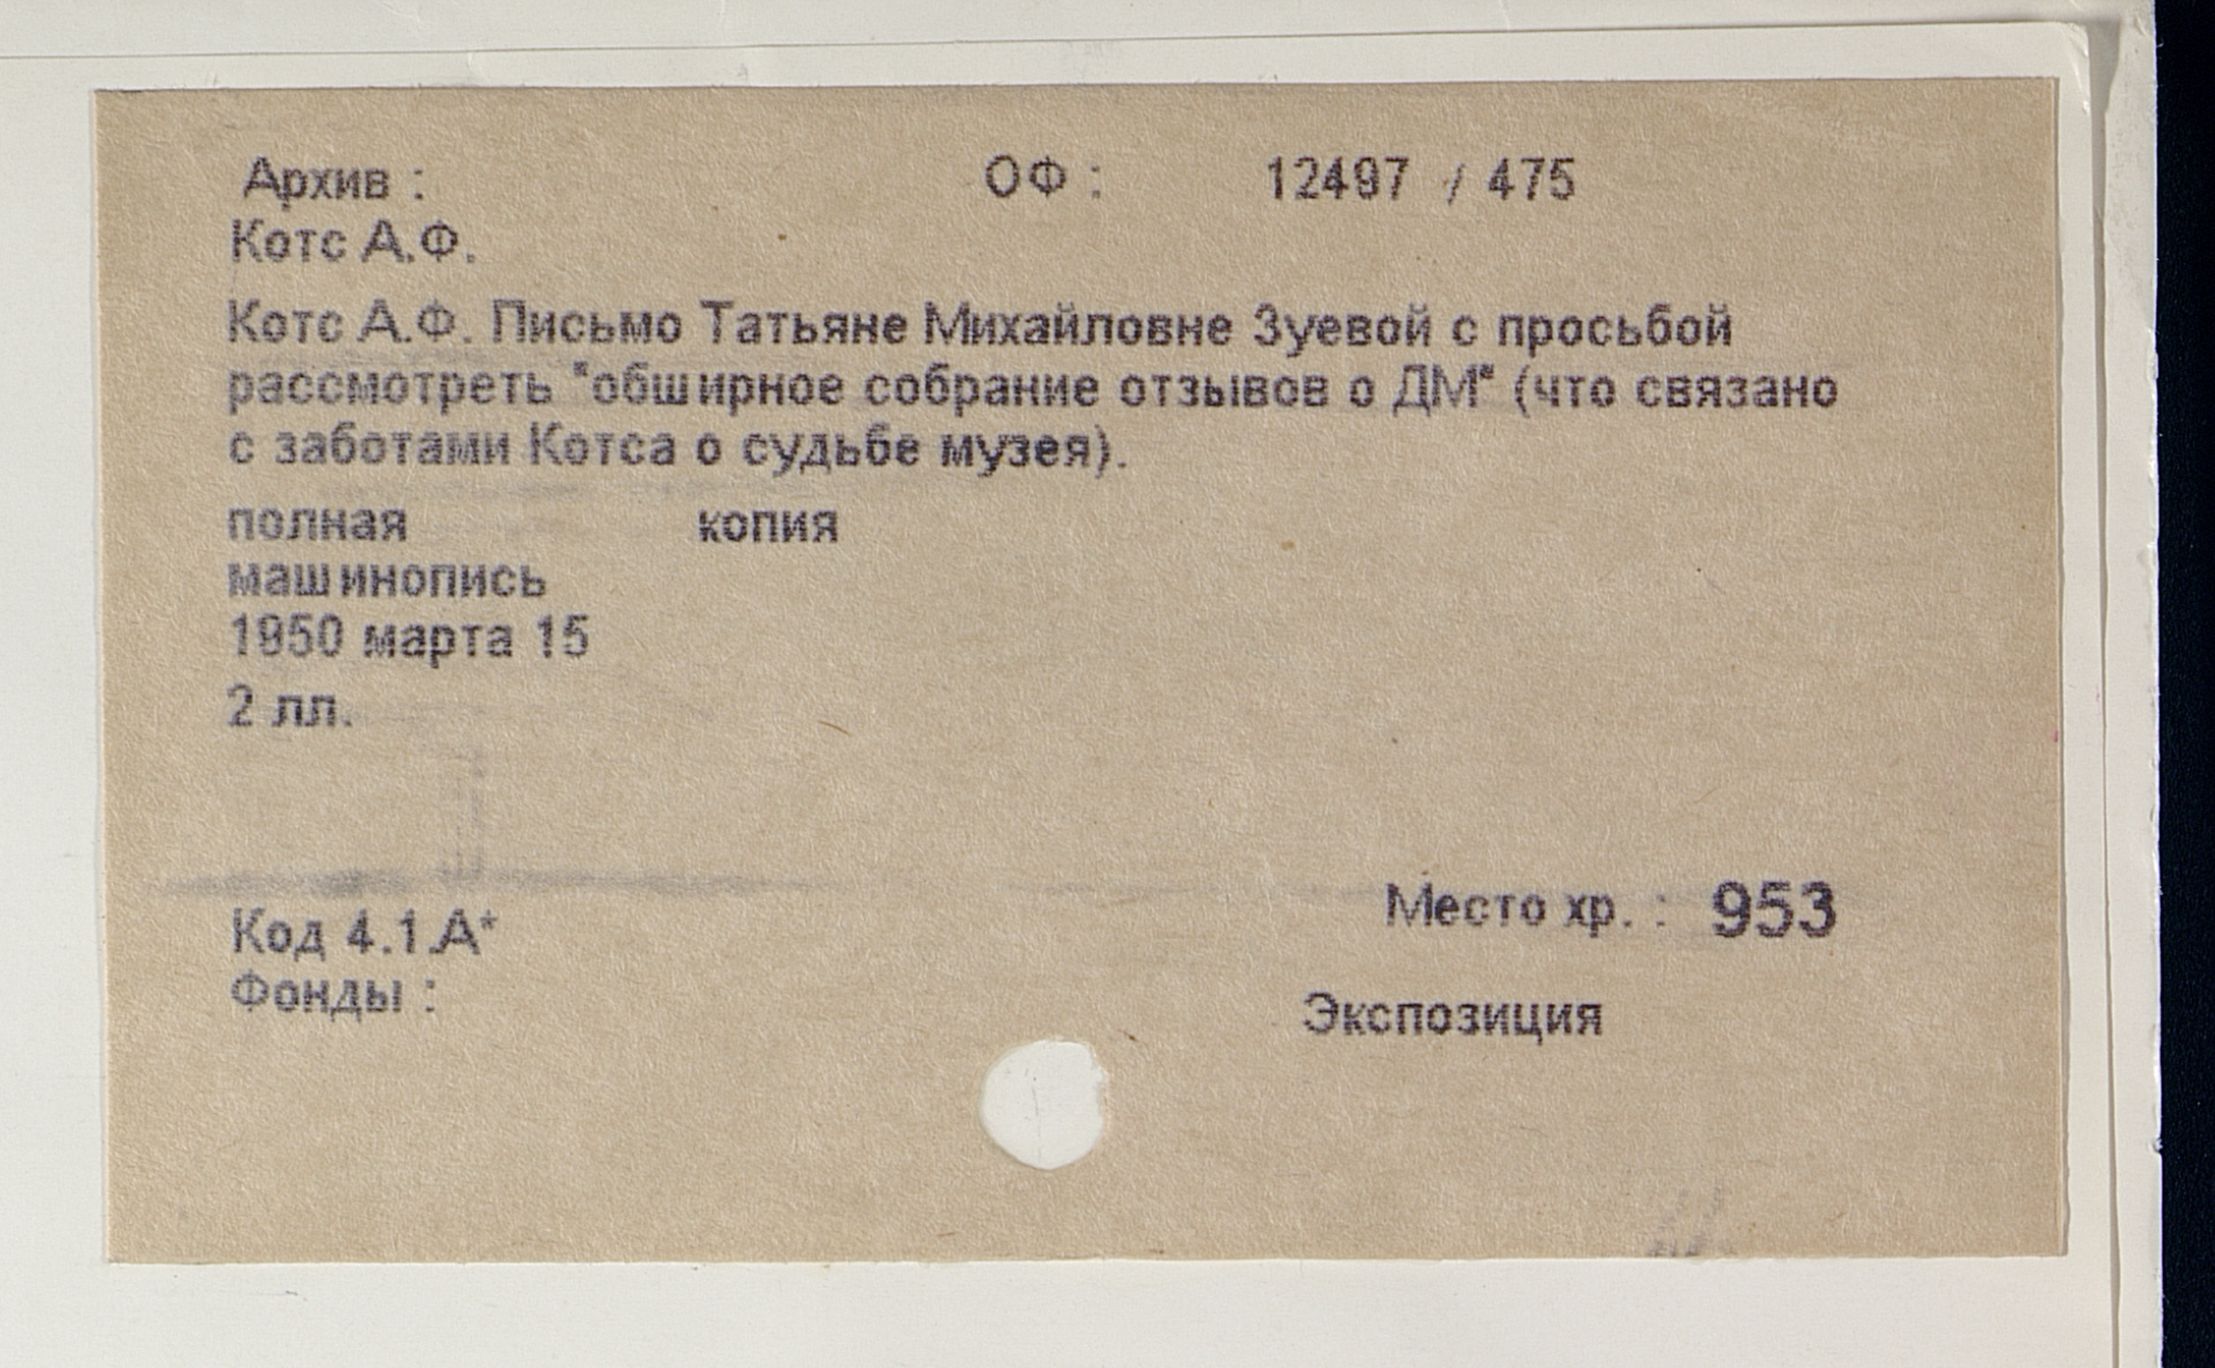 Архив : ОФ : 12497 / 475
Котс А.Ф.
Котс А.Ф. Письмо Татьяне Михайловне Зуевой с просьбой
рассмотреть "обширное собрание отзывов о ДМ" (что связано
с заботами Котса о судьбе музея).
полная копия
машинопись
1950 марта 15
2 лл.
Место хр. : 953
Код 4.1.А*
Фонды :
Экспозиция